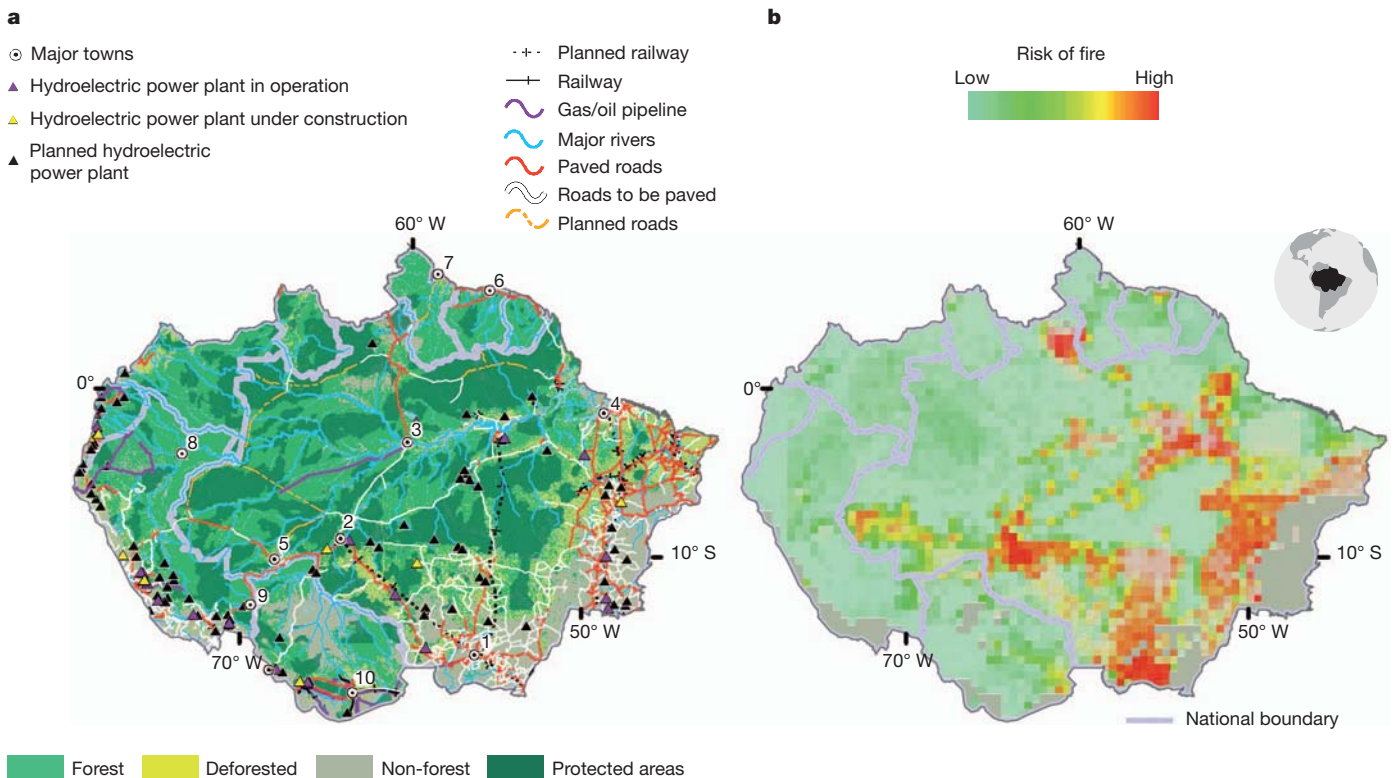 a
Major towns
Hydroelectric power plant in operation
Hydroelectric power plant under construction
Planned hydroelectric
power plant
Planned railway
Railway
Gas/oil pipeline
Major rivers
Paved roads
Roads to be paved
Planned roads
60° W
7
6
0°
4
3
8
2
5
10° S
9
50° W
1
70° W
10
Forest
Deforested
Non-forest
Protected areas
b
Risk of fire
Low
High
60° W
0°
10° S
50° W
70° W
National boundary